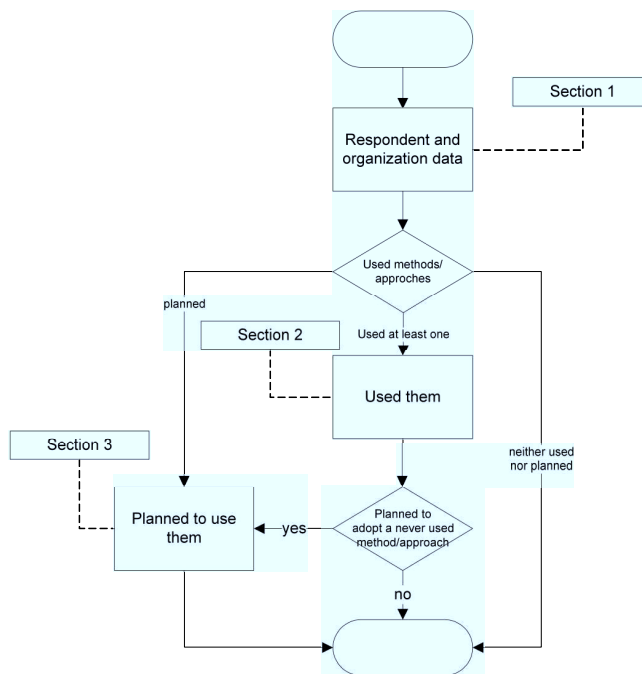 Section 1
Respondent and
organization data
Used methods/
approches
planned
Used at least one
Section 2
Used them
Section 3
neither used
nor planned
Planned to use
them
yes
Planned to
adopt a never used
method/approach
no